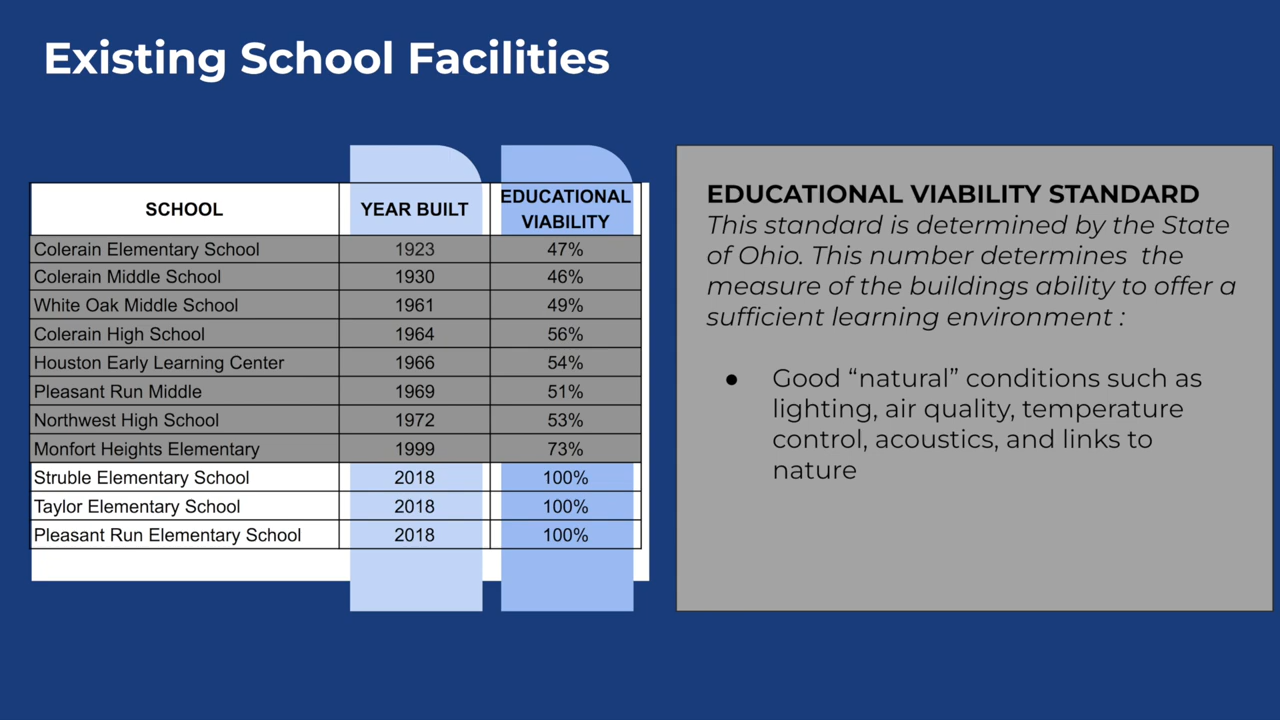 Existing School Facilities
SCHOOL YEAR BUILT EDUCATIONAL VIABILITY
Colerain Elementary School 1923 47%
Colerain Middle School 1930 46%
White Oak Middle School 1961 49%
Colerain High School 1964 56%
Houston Early Learning Center 1966 54%
Pleasant Run Middle 1969 51%
Northwest High School 1972 53%
Monfort Heights Elementary 1999 73%
Struble Elementary School 2018 100%
Taylor Elementary School 2018 100%
Pleasant Run Elementary School 2018 100%
EDUCATIONAL VIABILITY STANDARD
This standard is determined by the State
of Ohio. This number determines  the
measure of the buildings ability to offer a
sufficient learning environment :
● Good “natural” conditions such as
lighting, air quality, temperature
control, acoustics, and links to
nature